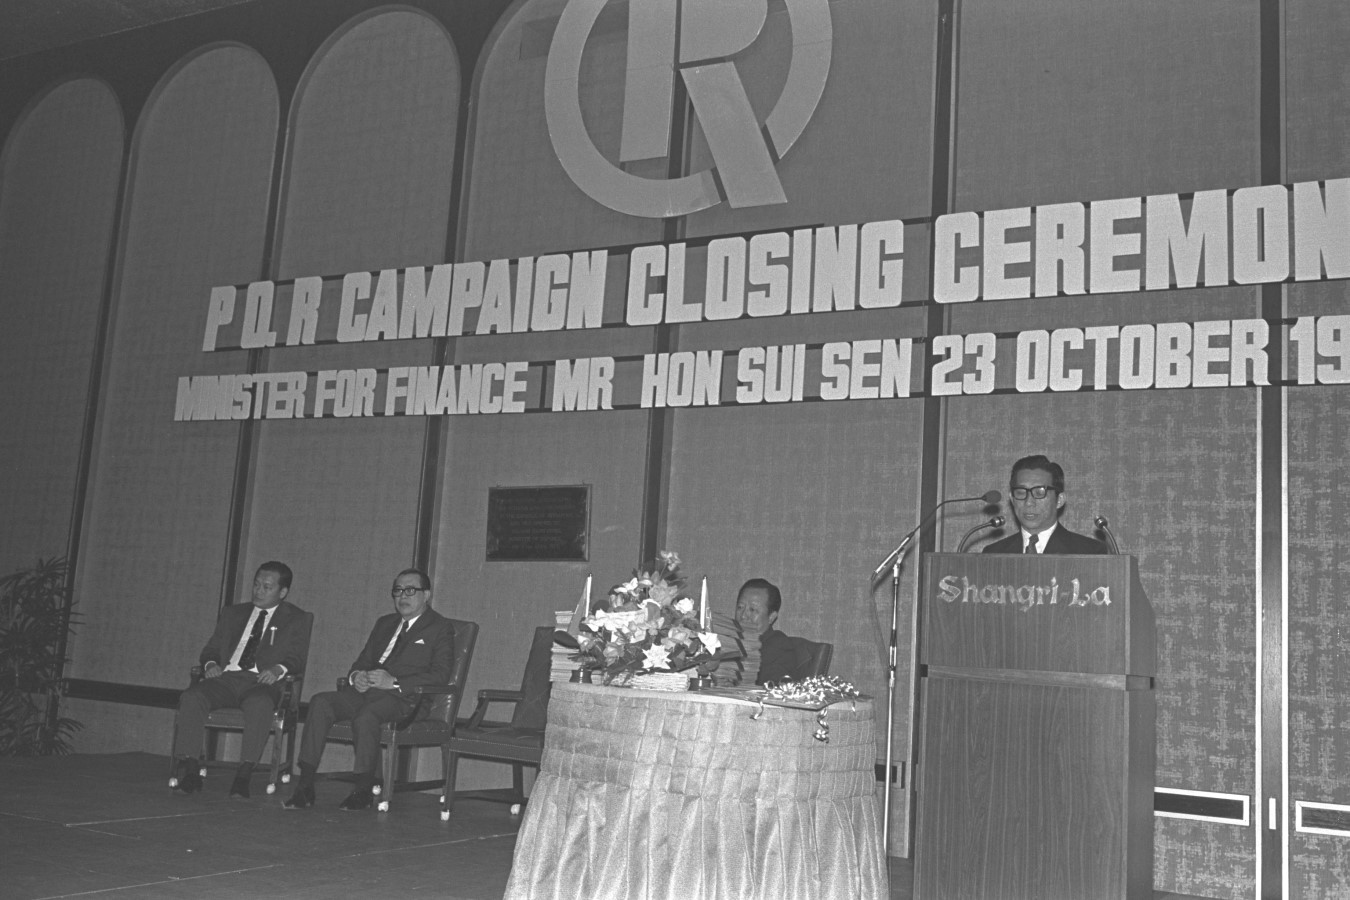 P Q. R CAMPAIGN CLOSING CEREMON
MINISTER FOR FINANCE MR HON SUI SEN 23 OCTOBER 19
Shangri-La